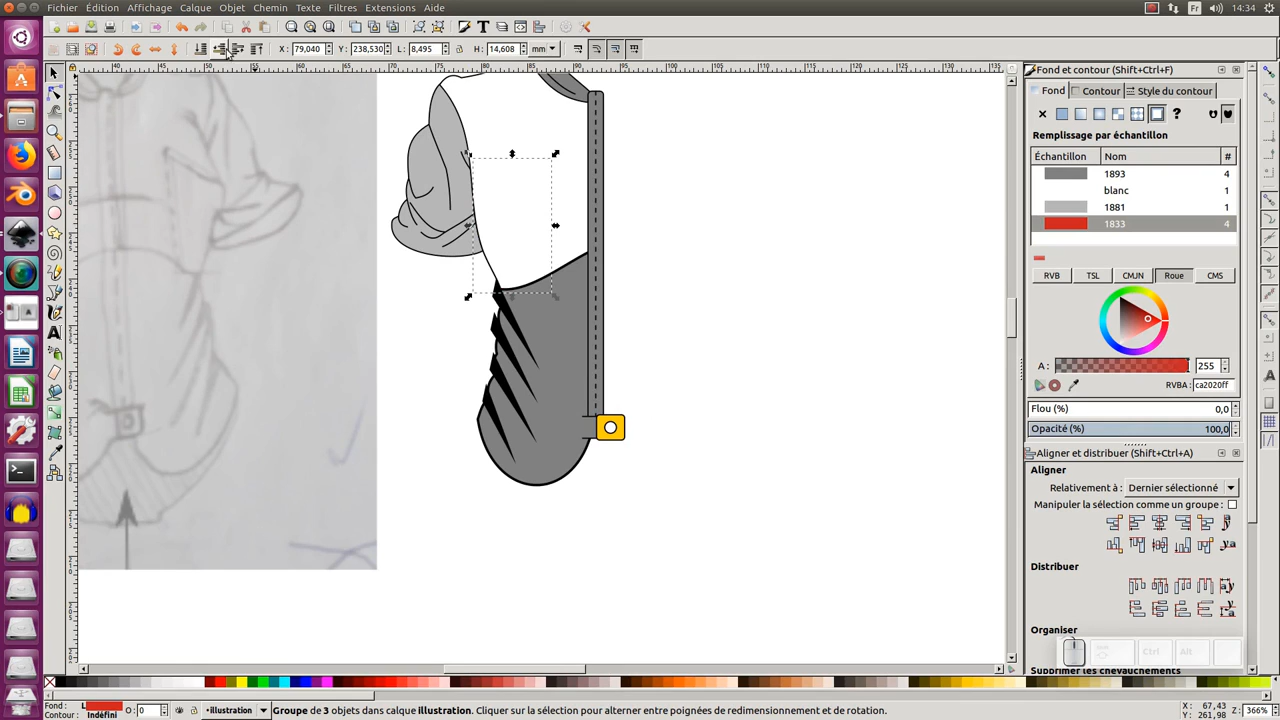 Fichier Édition Affichage Calque Objet Chemin Texte Filtres Extensions Aide
Fr 14:34
X: 79,040 Y: 238,530 L: 8,495 H: 14,608 mm
Fond et contour (Shift+Ctrl+F)
Fond Contour Style du contour
?
Remplissage par échantillon
Échantillon Nom #
1893 4
blanc 1
1881 1
1833 4
RVB TSL CMJN Roue CMS
A : 255
RVBA: ca2020ff
Flou (%) 0,0
Opacité (%) 100,0
Aligner et distribuer (Shift+Ctrl+A)
Aligner
Relativement à : Dernier sélectionné
Manipuler la sélection comme un groupe :
Distribuer
Organiser
Ctrl Alt
Supprimer les chevauchements
Fond : L O: 0 •illustration Groupe de 3 objets dans calque illustration. Cliquer sur la sélection pour alterner entre poignées de redimensionnement et de rotation. X : 67,43 Z: 366%
Contour : Indéfini Y : 261,98